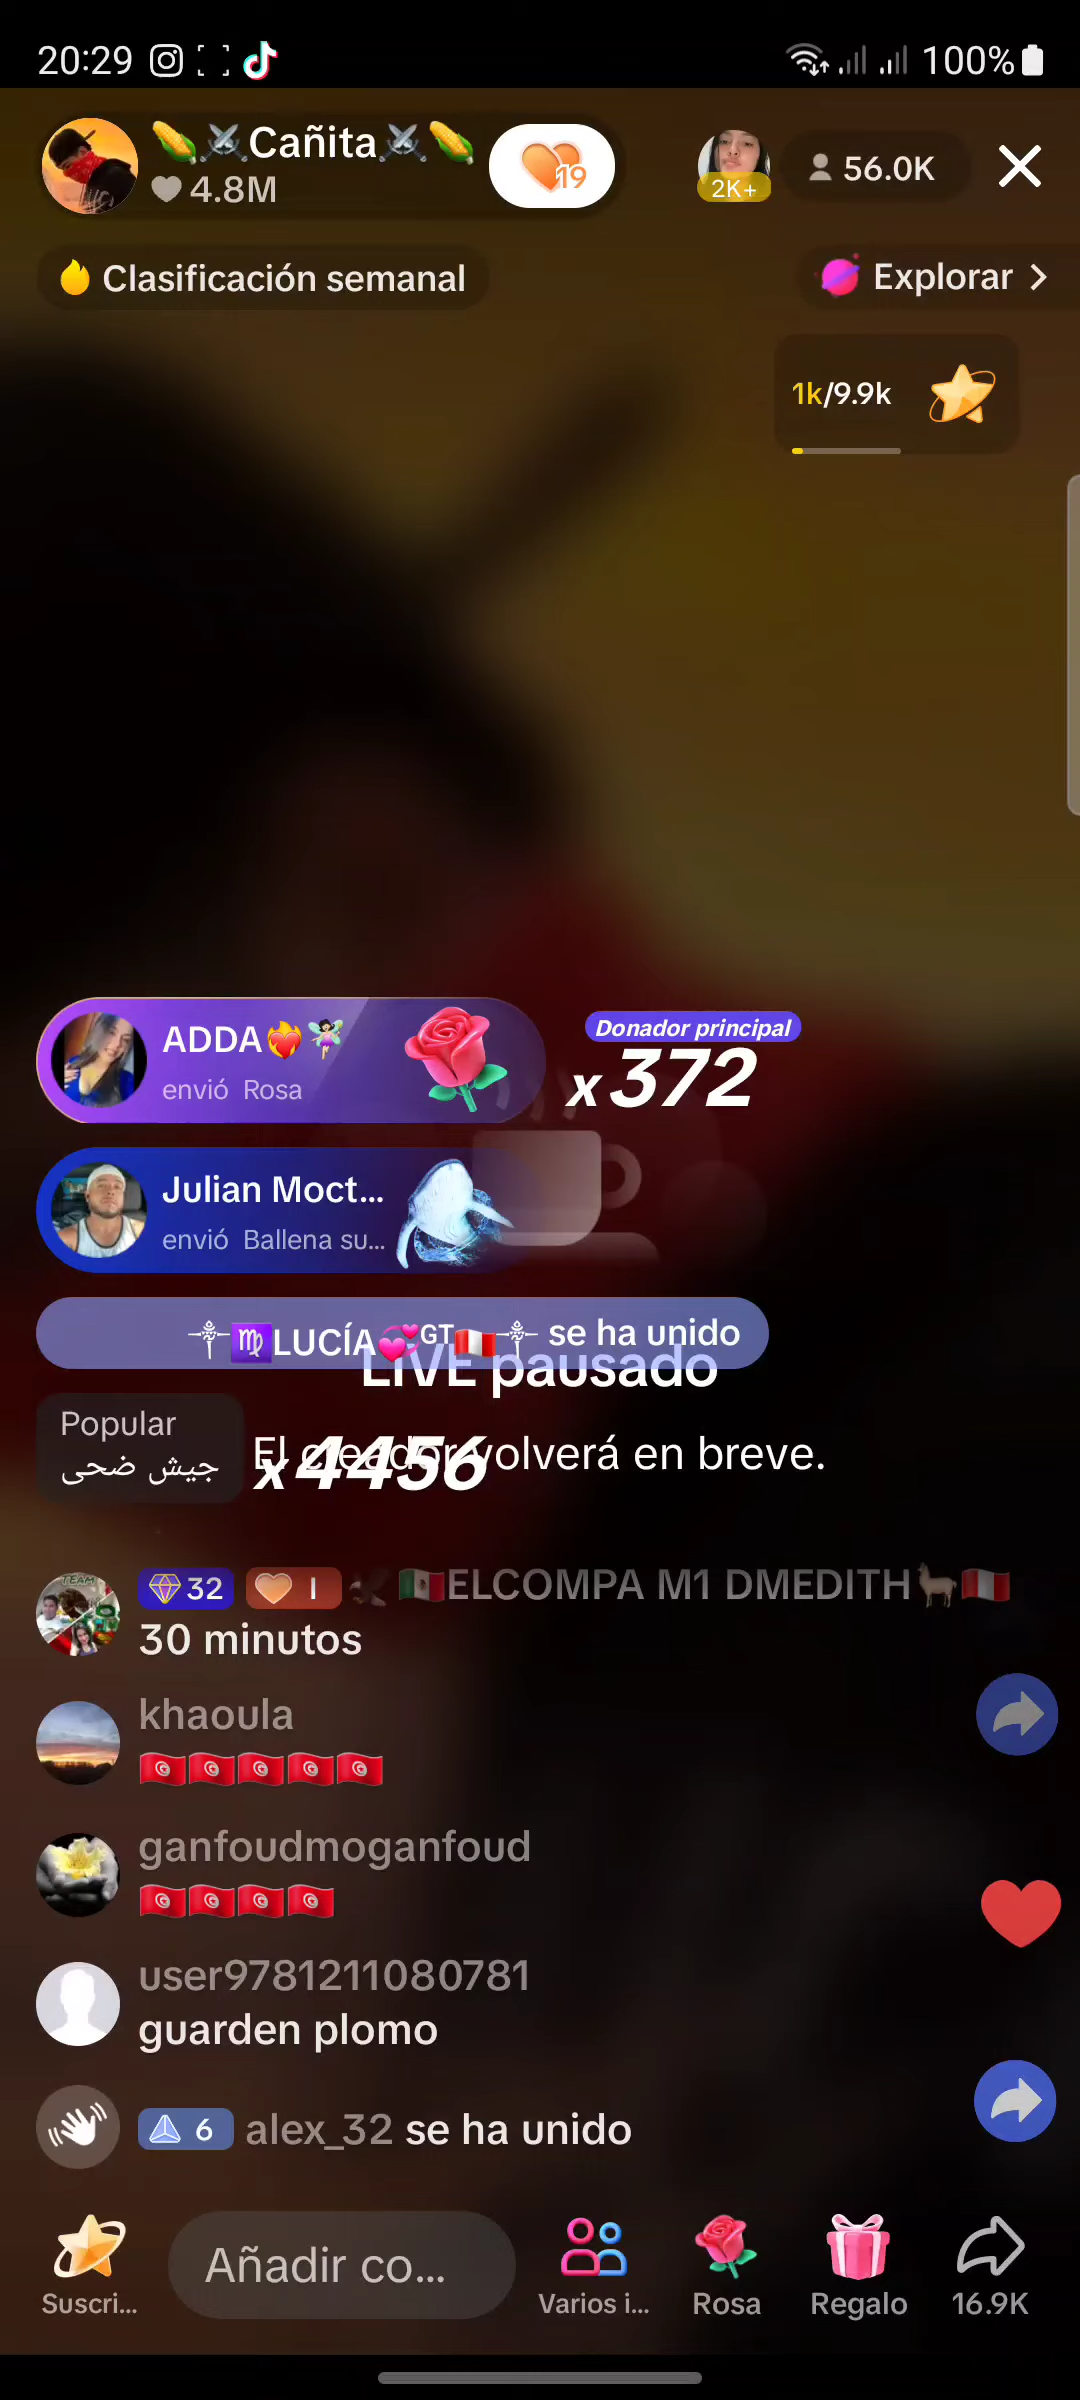 20:29
100%
🌽⚔️Cañita⚔️🌽
4.8M
19
2K+
56.0K
Clasificación semanal
Explorar
1k/9.9k
ADDA❤️‍🔥🧚🏻‍♀️
envió Rosa
Donador principal
x372
Julian Moct...
envió Ballena su...
♍LUCÍA💞GT🇵🇪 se ha unido
LIVE pausado
Popular
جيش ضحى
El creador volverá en breve.
x4456
32 I 🦅🇲🇽ELCOMPA M1 DMEDITH🦙🇵🇪
30 minutos
khaoula
🇹🇳🇹🇳🇹🇳🇹🇳🇹🇳
ganfoudmoganfoud
🇹🇳🇹🇳🇹🇳🇹🇳
user9781211080781
guarden plomo
6 alex_32 se ha unido
Suscri...
Añadir co...
Varios i...
Rosa
Regalo
16.9K